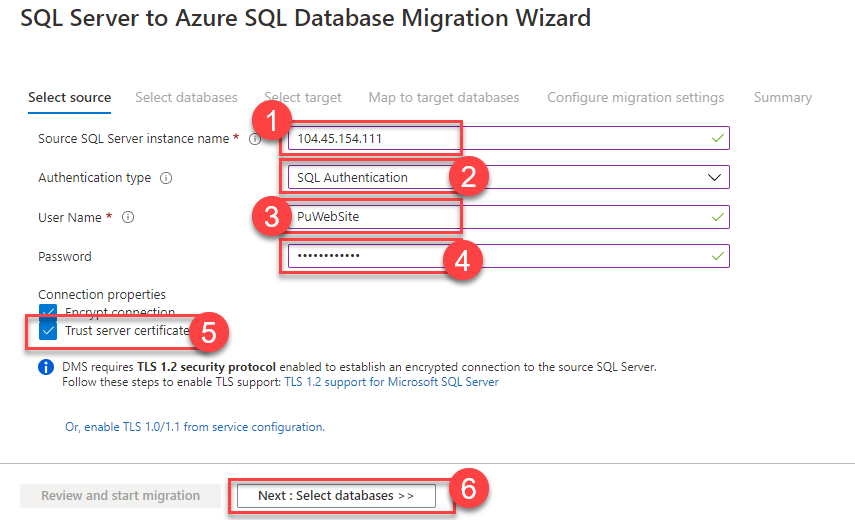 SQL Server to Azure SQL Database Migration Wizard
Select source Select databases Select target Map to target databases Configure migration settings Summary
1
Source SQL Server instance name * 104.45.154.111
Authentication type SQL Authentication 2
User Name * 3 PuWebSite
Password •••••••••••• 4
Connection properties
Encrypt connection
Trust server certificate 5
DMS requires TLS 1.2 security protocol enabled to establish an encrypted connection to the source SQL Server.
Follow these steps to enable TLS support: TLS 1.2 support for Microsoft SQL Server
Or, enable TLS 1.0/1.1 from service configuration.
Review and start migration Next : Select databases >> 6